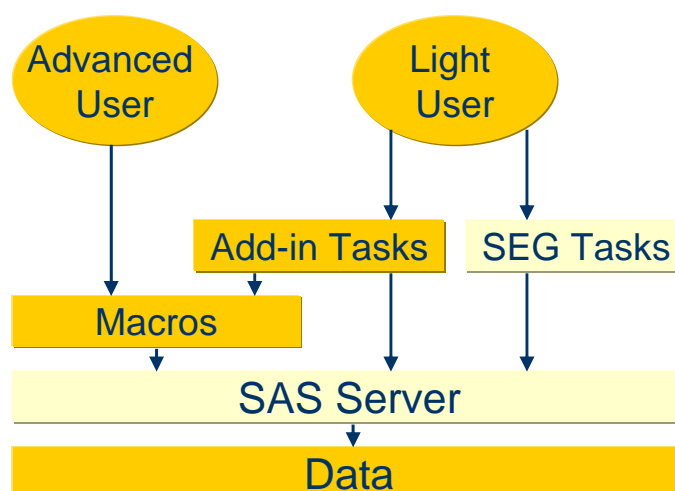 Advanced
User
Light
User
Add-in Tasks
SEG Tasks
Macros
SAS Server
Data